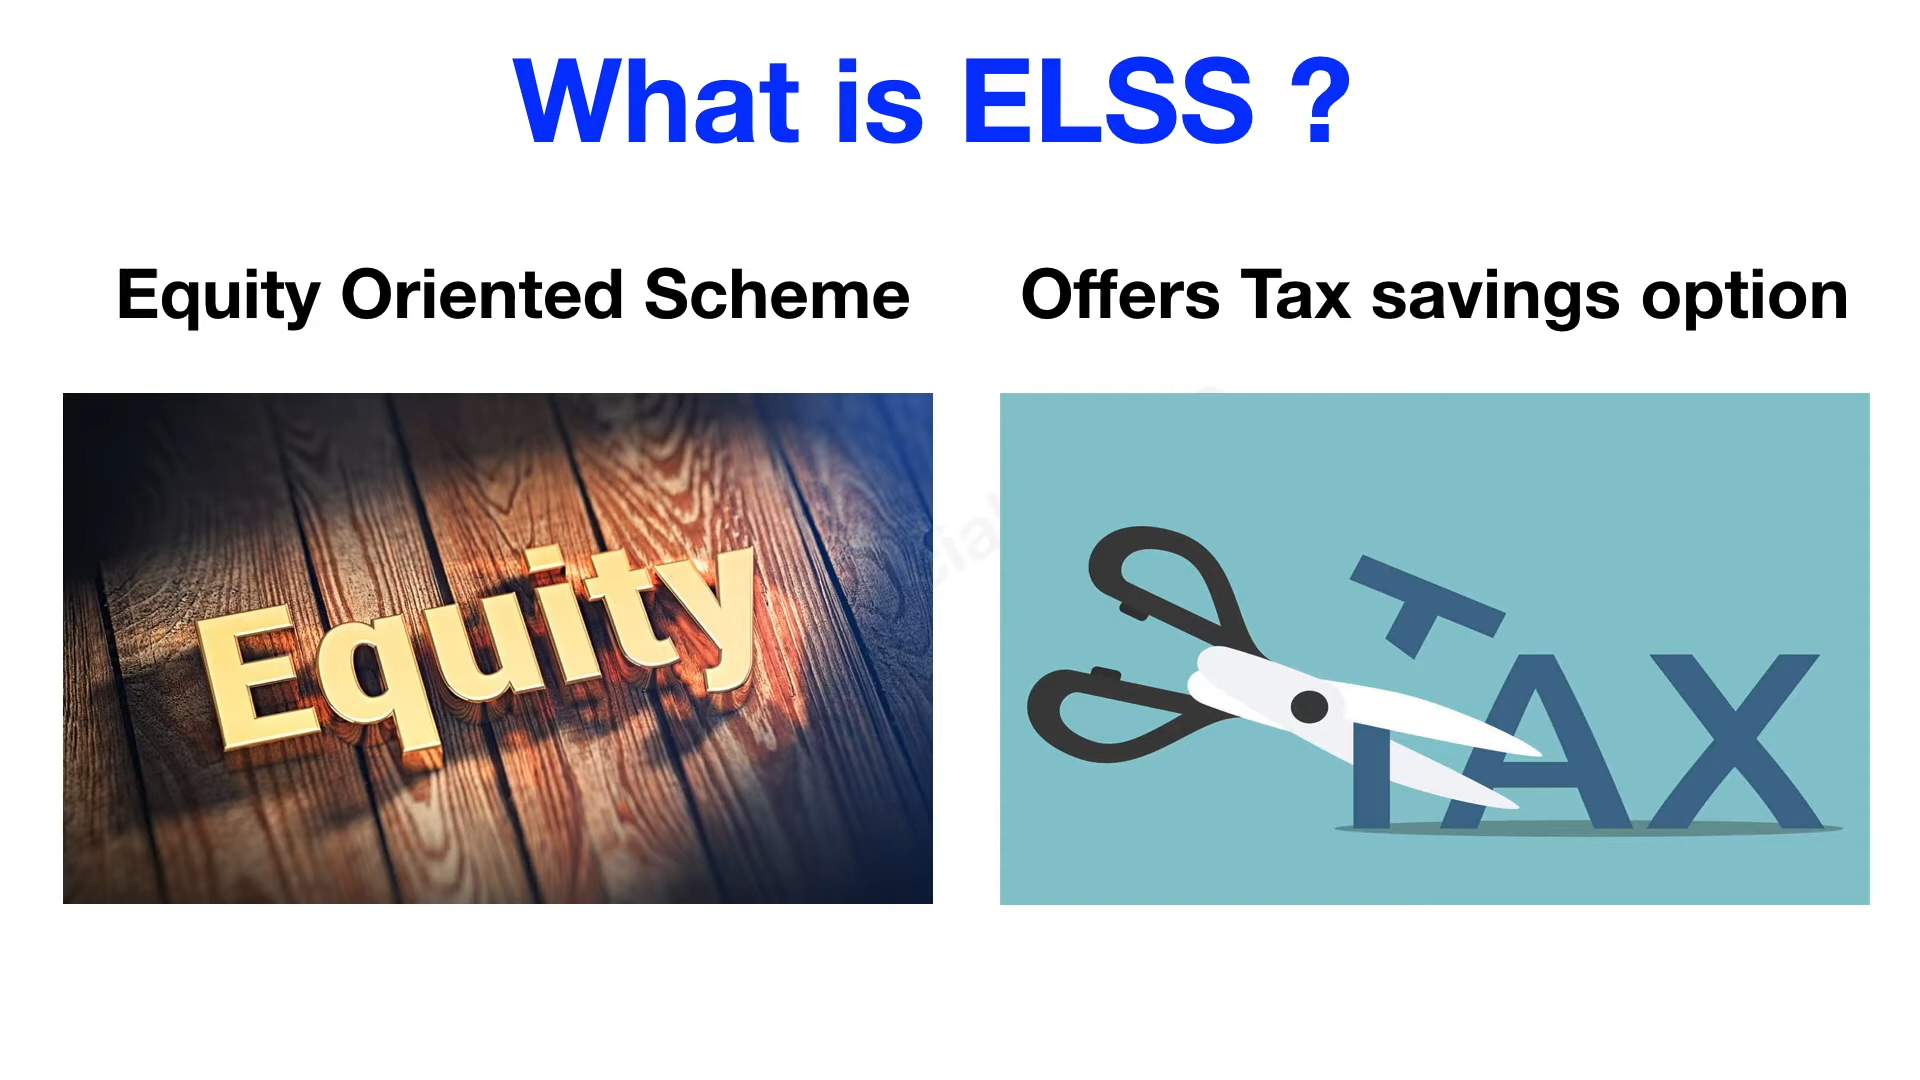 What is ELSS ?
Equity Oriented Scheme
Offers Tax savings option
Equity
TAX